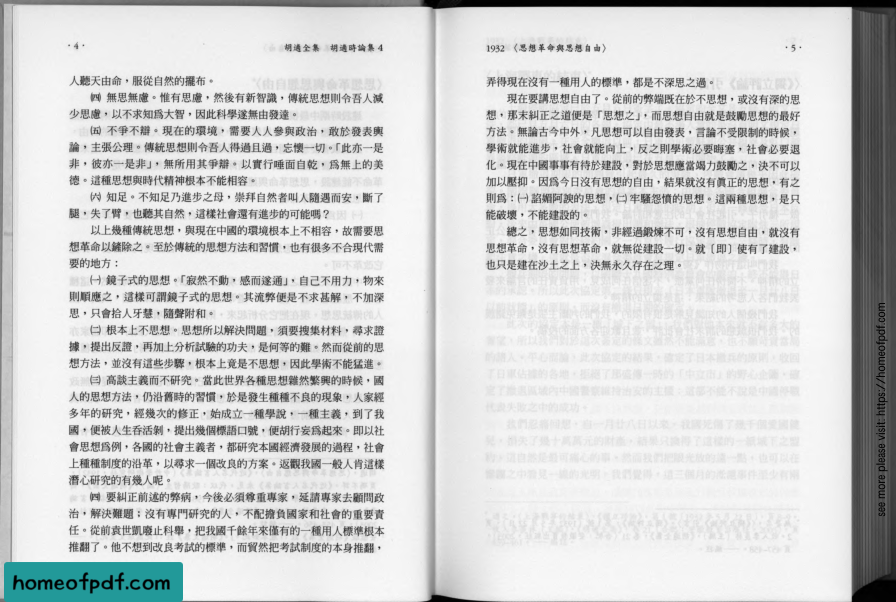 · 4 ·
胡適全集　胡適時論集 4
人聽天由命，服從自然的擺布。
㈣ 無思無慮。惟有思慮，然後有新智識，傳統思想則令吾人減
少思慮，以不求知爲大智，因此科學遂無由發達。
㈤ 不爭不辯。現在的環境，需要人人參與政治，敢於發表輿
論，主張公理。傳統思想則令吾人得過且過，忘懷一切。「此亦一是
非，彼亦一是非」，無所用其爭辯。以實行唾面自乾，爲無上的美
德。這種思想與時代精神根本不能相容。
㈥ 知足。不知足乃進步之母，崇拜自然者叫人隨遇而安，斷了
腿，失了臂，也聽其自然，這樣社會還有進步的可能嗎？
以上幾種傳統思想，與現在中國的環境根本上不相容，故需要思
想革命以鏟除之。至於傳統的思想方法和習慣，也有很多不合現代需
要的地方：
㈠ 鏡子式的思想。「寂然不動，感而遂通」，自己不用力，物來
則順應之，這樣可謂鏡子式的思想。其流弊便是不求甚解，不加深
思，只會拾人牙慧，隨聲附和。
㈡ 根本上不思想。思想所以解決問題，須要搜集材料，尋求證
據，提出反證，再加上分析試驗的功夫，是何等的難。然而從前的思
想方法，並沒有這些步驟，根本上竟是不思想，因此學術不能猛進。
㈢ 高談主義而不研究。當此世界各種思想雜然繁興的時候，國
人的思想方法，仍沿舊時的習慣，於是發生種種不良的現象，人家經
多年的研究，經幾次的修正，始成立一種學說，一種主義，到了我
國，便被人生吞活剝，提出幾個標語口號，便胡行妄爲起來。即以社
會思想爲例，各國的社會主義者，都研究本國經濟發展的過程，社會
上種種制度的沿革，以尋求一個改良的方案。返觀我國一般人肯這樣
潛心研究的有幾人呢。
㈣ 要糾正前述的弊病，今後必須尊重專家，延請專家去顧問政
治，解決難題；沒有專門研究的人，不配擔負國家和社會的重要責
任。從前袁世凱廢止科舉，把我國千餘年來僅有的一種用人標準根本
推翻了。他不想到改良考試的標準，而貿然把考試制度的本身推翻，
1932 〈思想革命與思想自由〉
· 5 ·
弄得現在沒有一種用人的標準，都是不深思之過。
現在要講思想自由了。從前的弊端既在於不思想，或沒有深的思
想，那末糾正之道便是「思想之」，而思想自由就是鼓勵思想的最好
方法。無論古今中外，凡思想可以自由發表，言論不受限制的時候，
學術就能進步，社會就能向上，反之則學術必要晦塞，社會必要退
化。現在中國事事有待於建設，對於思想應當竭力鼓勵之，決不可以
加以壓抑。因爲今日沒有思想的自由，結果就沒有眞正的思想，有之
則爲：㈠諂媚阿諛的思想，㈡牢騷怨憤的思想。這兩種思想，是只
能破壞，不能建設的。
總之，思想如同技術，非經過鍛煉不可，沒有思想自由，就沒有
思想革命，沒有思想革命，就無從建設一切。就〔即〕使有了建設，
也只是建在沙土之上，決無永久存在之理。
see more please visit: https://homeofpdf.com
homeofpdf.com